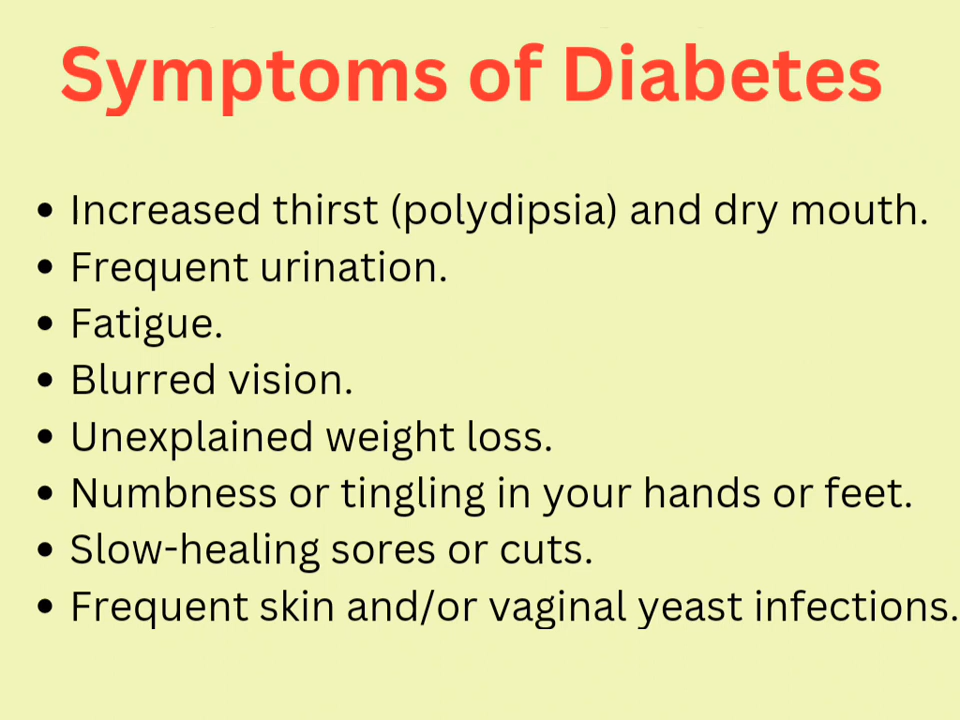 Symptoms of Diabetes
• Increased thirst (polydipsia) and dry mouth.
• Frequent urination.
• Fatigue.
• Blurred vision.
• Unexplained weight loss.
• Numbness or tingling in your hands or feet.
• Slow-healing sores or cuts.
• Frequent skin and/or vaginal yeast infections.